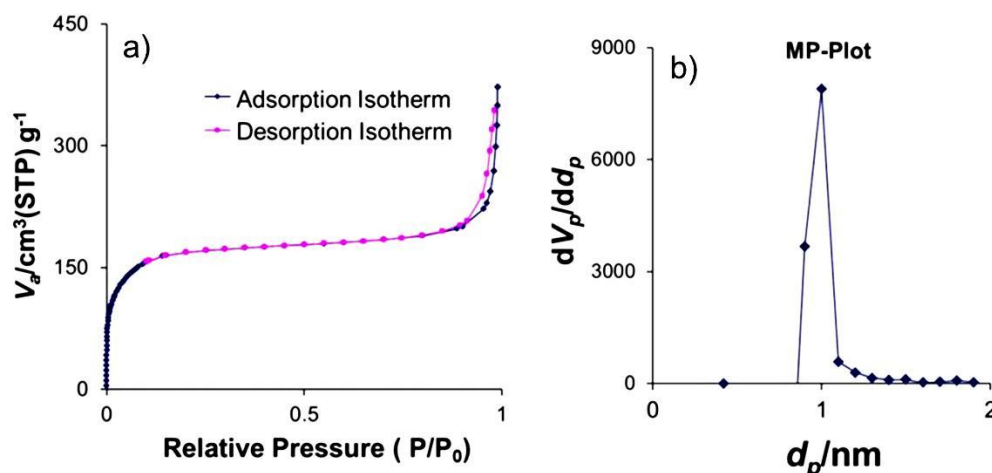 a)
450
300
150
0
Vₐ/cm³(STP) g⁻¹
Adsorption Isotherm
Desorption Isotherm
0
0.5
1
Relative Pressure ( P/P₀)
b)
MP-Plot
9000
6000
3000
0
dVₚ/ddₚ
0
1
2
dₚ/nm